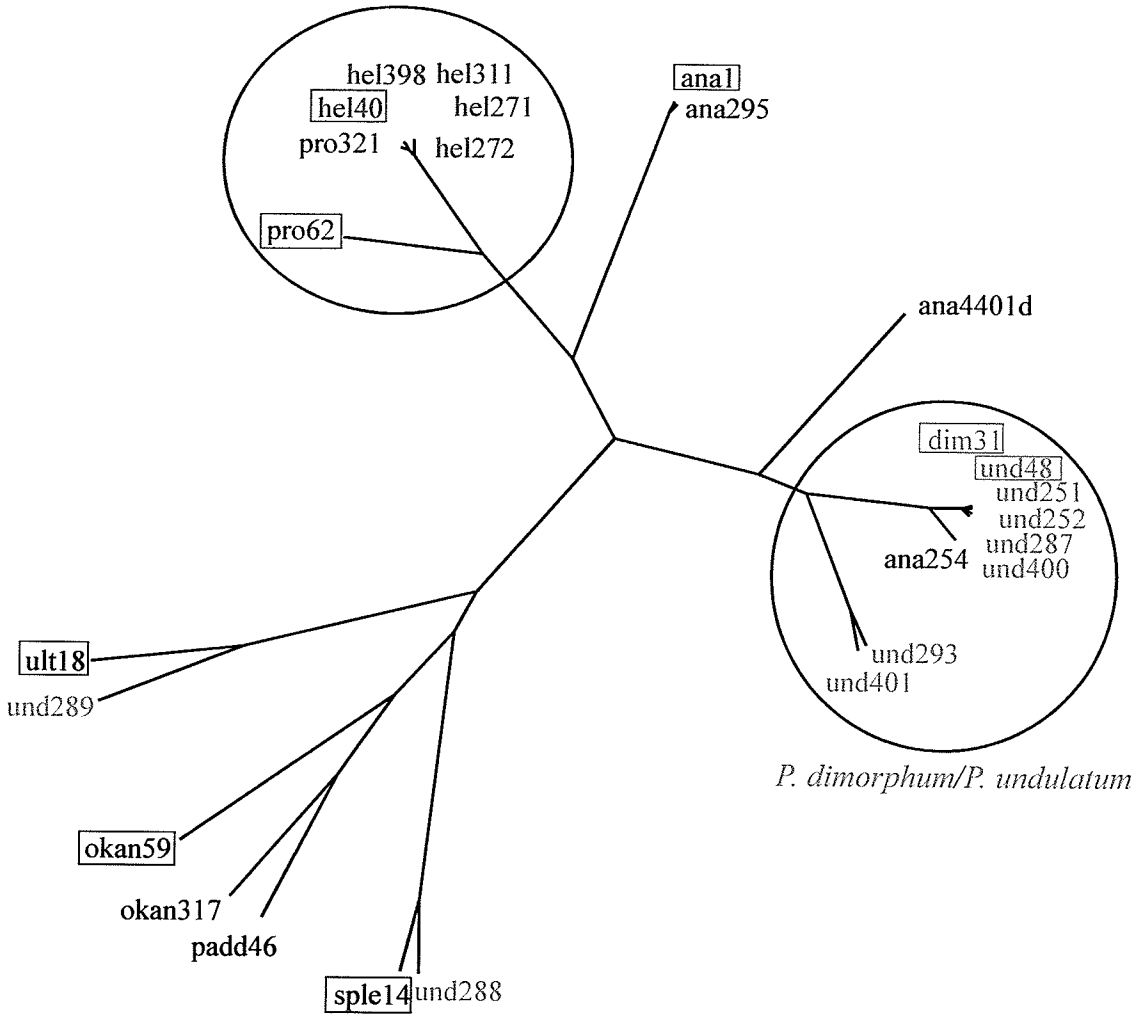 hel398 hel311
ana1
hel40 hel271
ana295
pro321 hel272
pro62
ana4401d
dim31
und48
und251
und252
und287
ana254
und400
und293
und401
ult18
und289
P. dimorphum/P. undulatum
okan59
okan317
padd46
sple14 und288